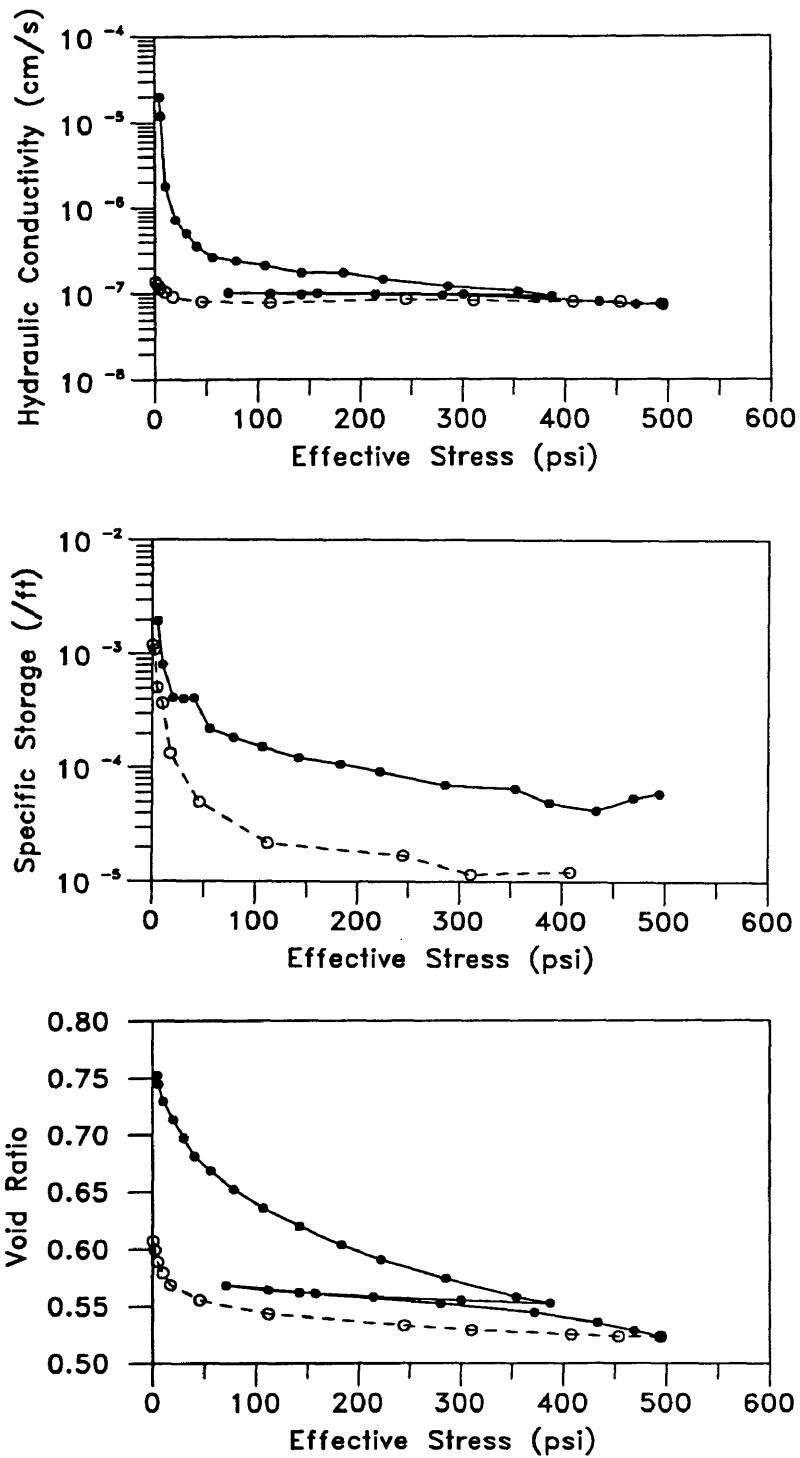 Hydraulic Conductivity (cm/s)
10 -4
10 -5
10 -6
10 -7
10 -8
0 100 200 300 400 500 600
Effective Stress (psi)
Specific Storage (/ft)
10 -2
10 -3
10 -4
10 -5
0 100 200 300 400 500 600
Effective Stress (psi)
Void Ratio
0.80
0.75
0.70
0.65
0.60
0.55
0.50
0 100 200 300 400 500 600
Effective Stress (psi)